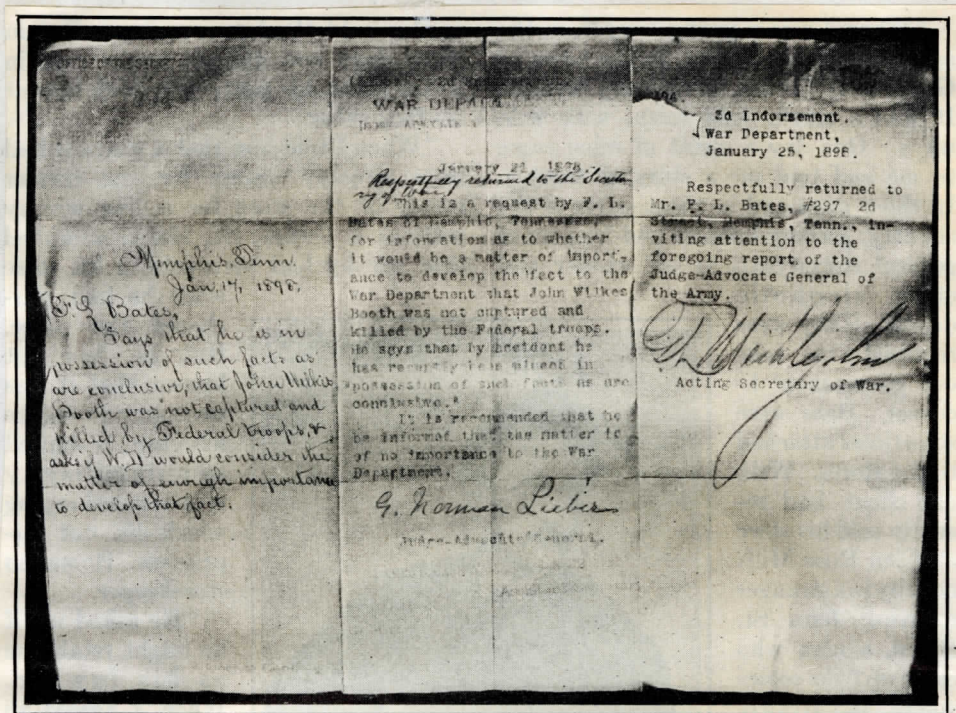 Memphis, Tenn.
Jan. 17, 1898.
F. L. Bates,
Says that he is in
possession of such facts as
are conclusive, that John Wilkes
Booth was not captured and
killed by Federal troops, &
asks if W.D. would consider the
matter of enough importance
to develop that fact.
WAR DEPA
January 21, 1898.
Respectfully returned to the Secreta-
ry of War
This is a request by F. L.
Bates of Memphis, Tennessee,
for information as to whether
it would be a matter of import-
ance to develop the fact to the
War Department that John Wilkes
Booth was not captured and
killed by the Federal troops.
He says that by accident he
has recently been placed in
"possession of such facts as are
conclusive."
It is recommended that he
be informed that the matter is
of no importance to the War
Department.
G. Norman Lieber
Judge-Advocate General.
2d Indorsement.
War Department,
January 25, 1898.
Respectfully returned to
Mr. F. L. Bates, #297 2d
Street, Memphis, Tenn., in-
viting attention to the
foregoing report of the
Judge-Advocate General of
the Army.
G D Meiklejohn
Acting Secretary of War.